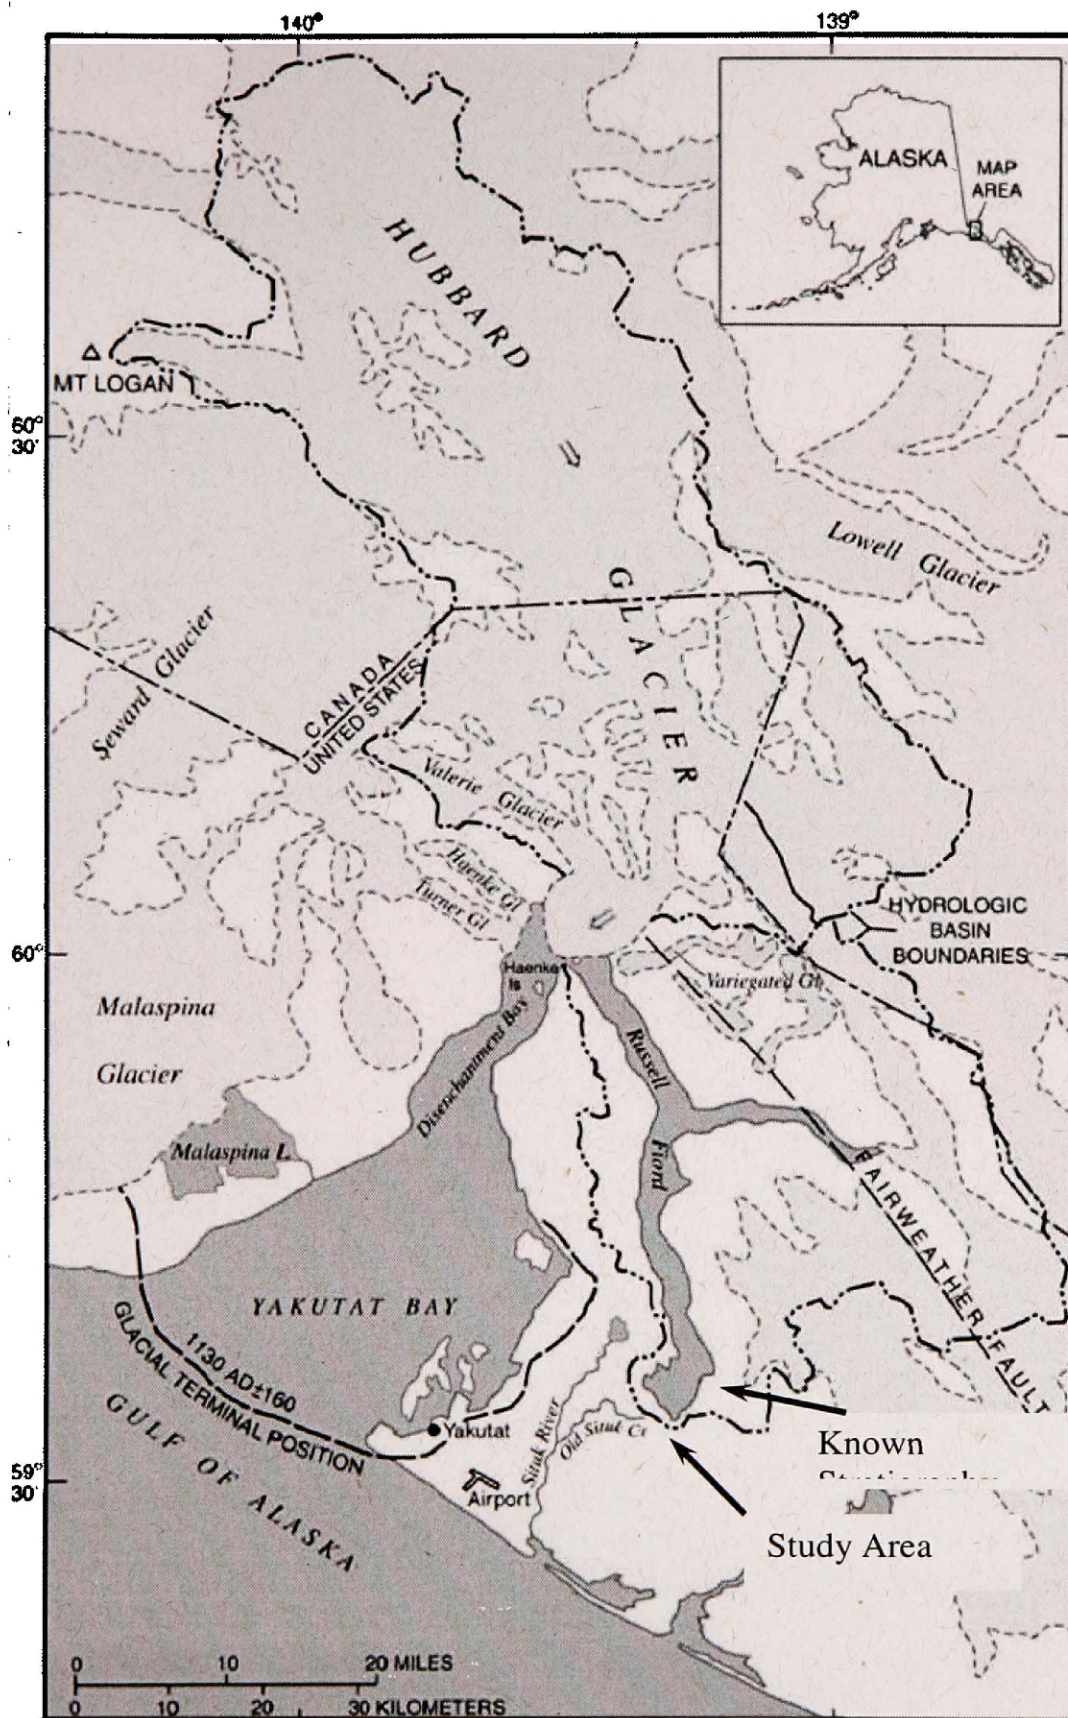 140°
139°
ALASKA
MAP
AREA
HUBBARD
MT LOGAN
60°
30'
Lowell Glacier
GLACIER
Seward Glacier
CANADA
UNITED STATES
Valerie Glacier
Haenke Gl
Turner Gl
HYDROLOGIC
BASIN
BOUNDARIES
60°
Haenke
Is
Variegated Gl
Malaspina
Glacier
Disenchantment Bay
Russell
Fiord
Malaspina L
FAIRWEATHER FAULT
YAKUTAT BAY
1130 AD±160
GLACIAL TERMINAL POSITION
GULF OF ALASKA
Yakutat
Situk River
Old Situk Cr
Known
59°
30'
Airport
Study Area
0 10 20 MILES
0 10 20 30 KILOMETERS